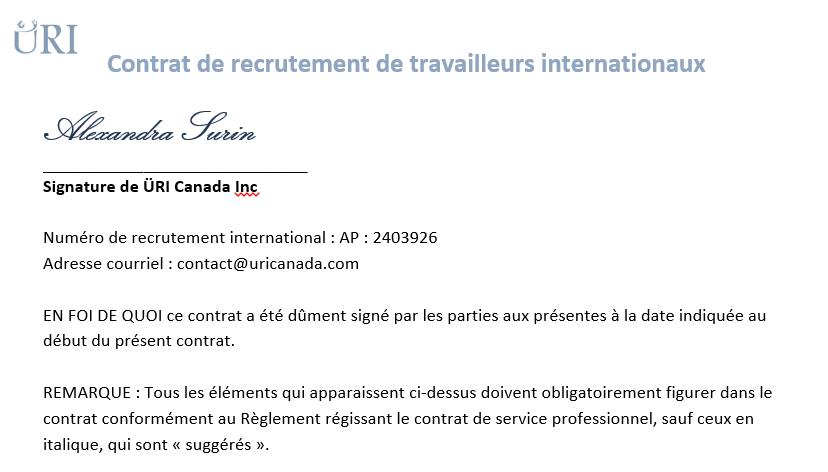 ÜRI
Contrat de recrutement de travailleurs internationaux
Alexandra Surin
Signature de ÜRI Canada Inc
Numéro de recrutement international : AP : 2403926
Adresse courriel : contact@uricanada.com
EN FOI DE QUOI ce contrat a été dûment signé par les parties aux présentes à la date indiquée au
début du présent contrat.
REMARQUE : Tous les éléments qui apparaissent ci-dessus doivent obligatoirement figurer dans le
contrat conformément au Règlement régissant le contrat de service professionnel, sauf ceux en
italique, qui sont « suggérés ».